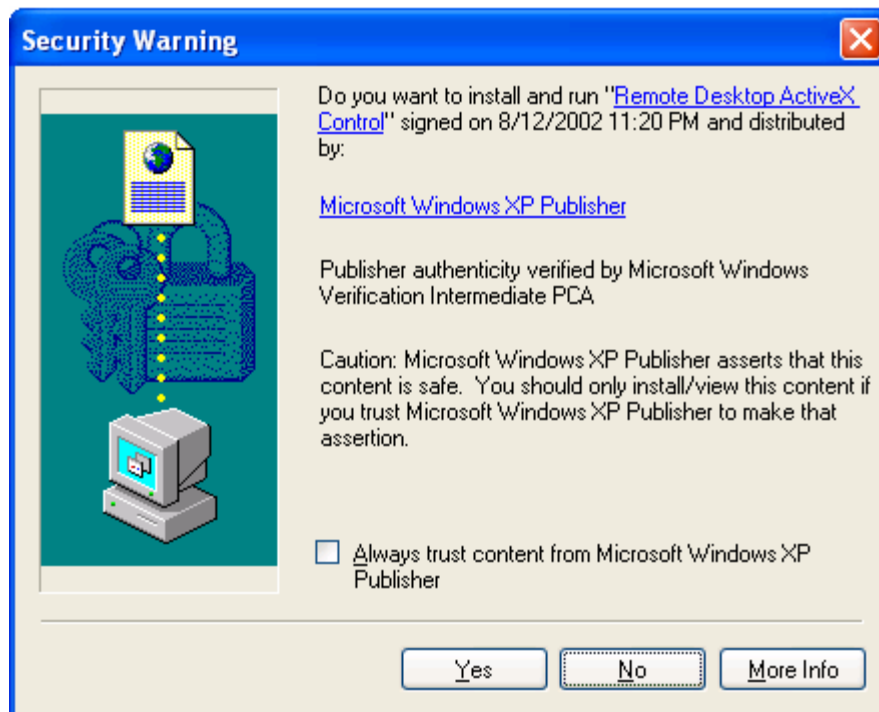 Security Warning
Do you want to install and run "Remote Desktop ActiveX
Control" signed on 8/12/2002 11:20 PM and distributed
by:
Microsoft Windows XP Publisher
Publisher authenticity verified by Microsoft Windows
Verification Intermediate PCA
Caution: Microsoft Windows XP Publisher asserts that this
content is safe.  You should only install/view this content if
you trust Microsoft Windows XP Publisher to make that
assertion.
Always trust content from Microsoft Windows XP
Publisher
Yes No More Info